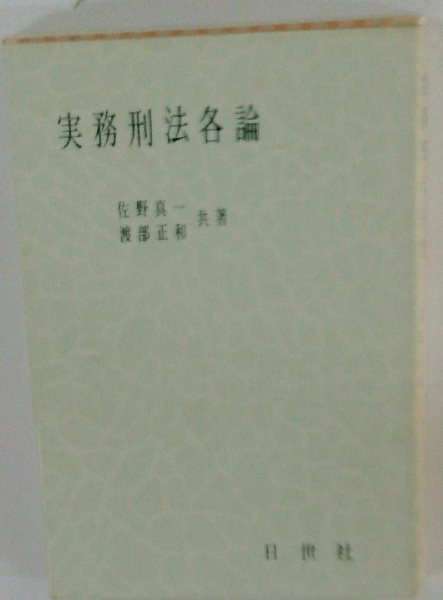 実務刑法各論
佐野真一
渡部正和
共著
日世社